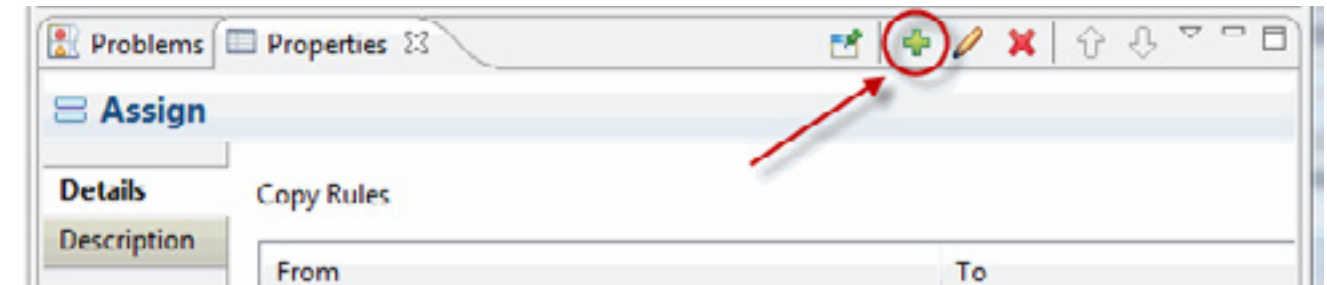 Problems Properties
Assign
Details
Copy Rules
Description
From To